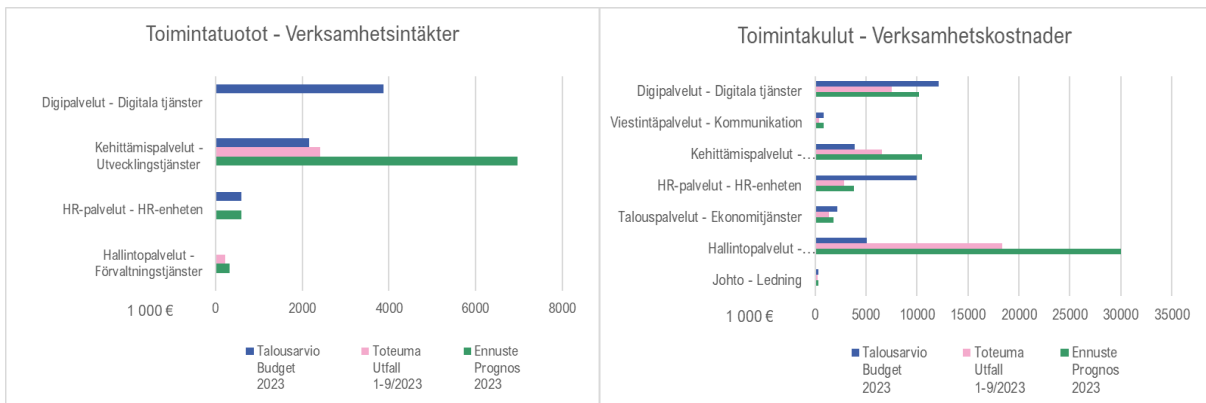 Toimintatuotot - Verksamhetsintäkter
Digipalvelut - Digitala tjänster
Kehittämispalvelut -
Utvecklingstjänster
HR-palvelut - HR-enheten
Hallintopalvelut -
Förvaltningstjänster
0 2000 4000 6000 8000
1 000 €
Talousarvio
Budget
2023
Toteuma
Utfall
1-9/2023
Ennuste
Prognos
2023
Toimintakulut - Verksamhetskostnader
Digipalvelut - Digitala tjänster
Viestintäpalvelut - Kommunikation
Kehittämispalvelut -…
HR-palvelut - HR-enheten
Talouspalvelut - Ekonomitjänster
Hallintopalvelut -…
Johto - Ledning
0 5000 10000 15000 20000 25000 30000 35000
1 000 €
Talousarvio
Budget
2023
Toteuma
Utfall
1-9/2023
Ennuste
Prognos
2023